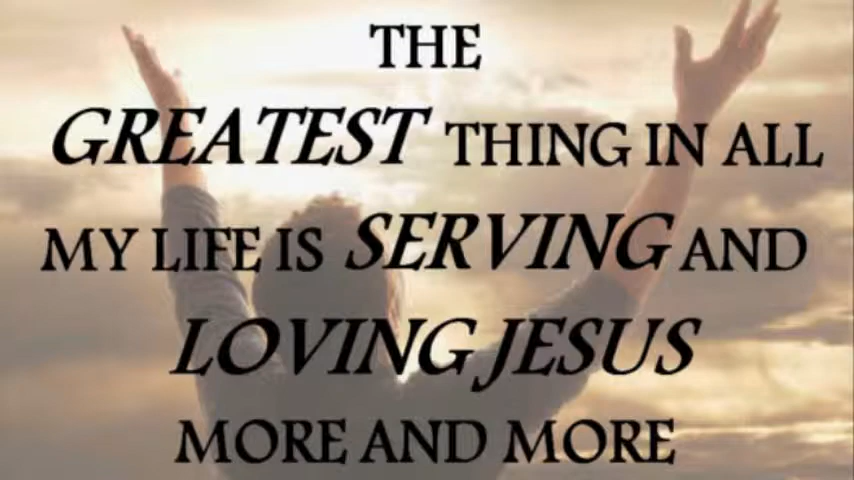 THE
GREATEST THING IN ALL
MY LIFE IS SERVING AND
LOVING JESUS
MORE AND MORE